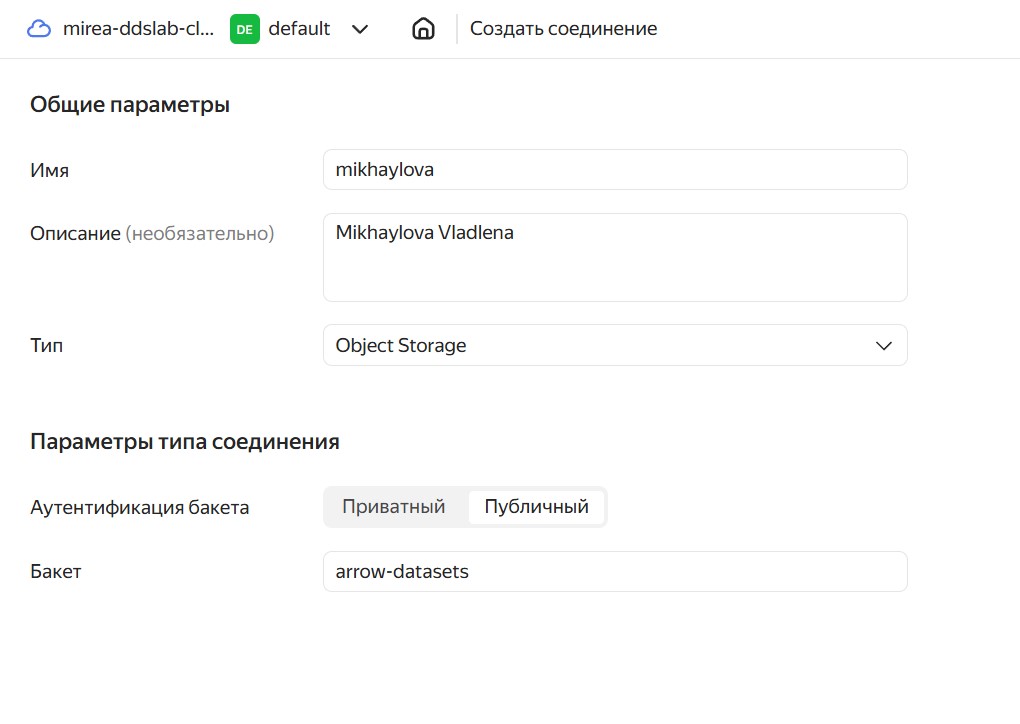 mirea-ddslab-cl... DE default Создать соединение
Общие параметры
Имя mikhaylova
Описание (необязательно) Mikhaylova Vladlena
Тип Object Storage
Параметры типа соединения
Аутентификация бакета Приватный Публичный
Бакет arrow-datasets